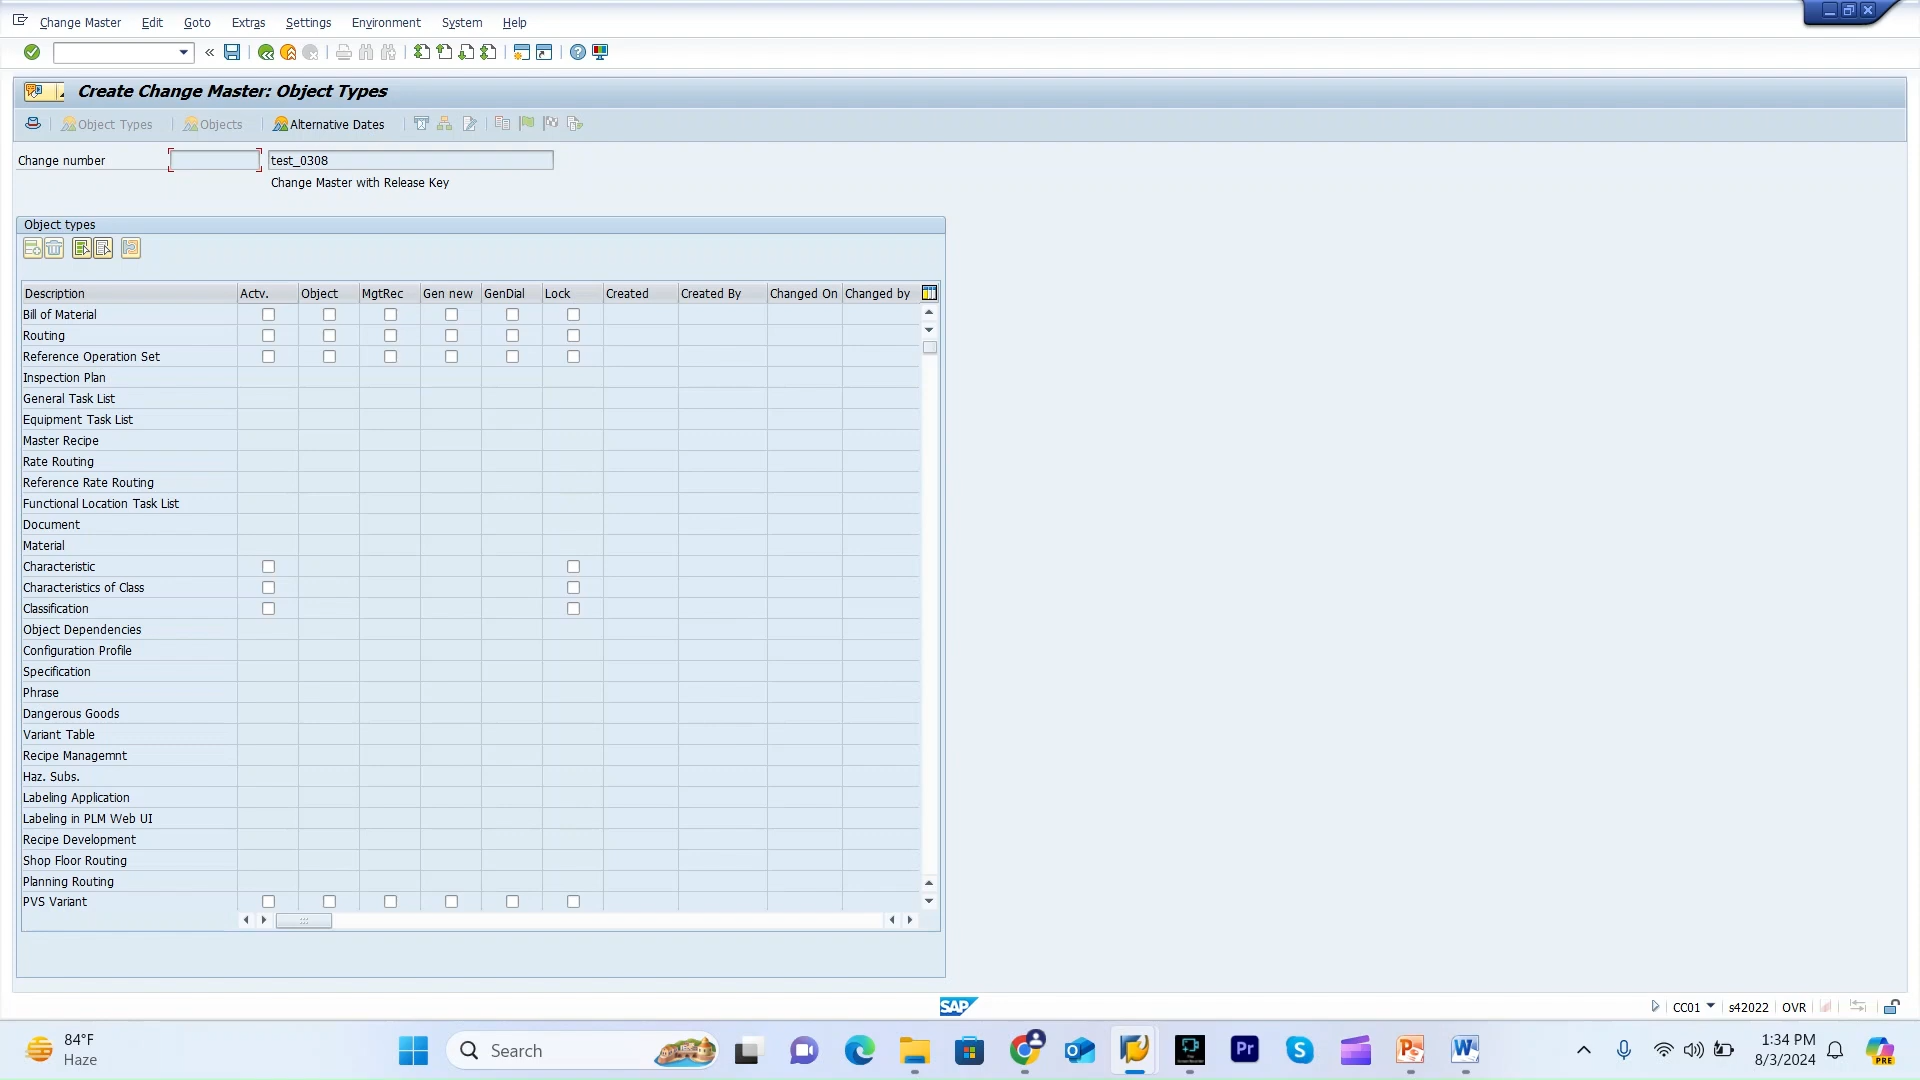 Change Master Edit Goto Extras Settings Environment System Help
Create Change Master: Object Types
Object Types Objects Alternative Dates
Change number test_0308
Change Master with Release Key
Object types
Description Actv. Object MgtRec Gen new GenDial Lock Created Created By Changed On Changed by
Bill of Material
Routing
Reference Operation Set
Inspection Plan
General Task List
Equipment Task List
Master Recipe
Rate Routing
Reference Rate Routing
Functional Location Task List
Document
Material
Characteristic
Characteristics of Class
Classification
Object Dependencies
Configuration Profile
Specification
Phrase
Dangerous Goods
Variant Table
Recipe Managemnt
Haz. Subs.
Labeling Application
Labeling in PLM Web UI
Recipe Development
Shop Floor Routing
Planning Routing
PVS Variant
SAP CC01 s42022 OVR
84°F
Haze
Search
Pr
S
P
W
1:34 PM
8/3/2024
PRE